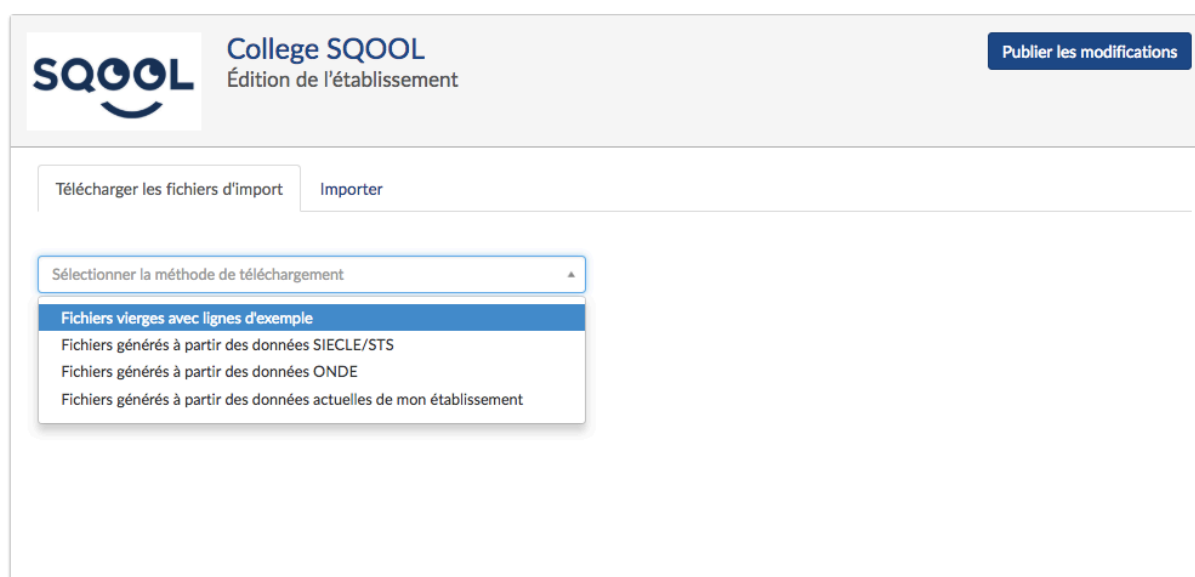 SQOOL
College SQOOL
Édition de l’établissement
Publier les modifications
Télécharger les fichiers d'import
Importer
Sélectionner la méthode de téléchargement
Fichiers vierges avec lignes d'exemple
Fichiers générés à partir des données SIECLE/STS
Fichiers générés à partir des données ONDE
Fichiers générés à partir des données actuelles de mon établissement